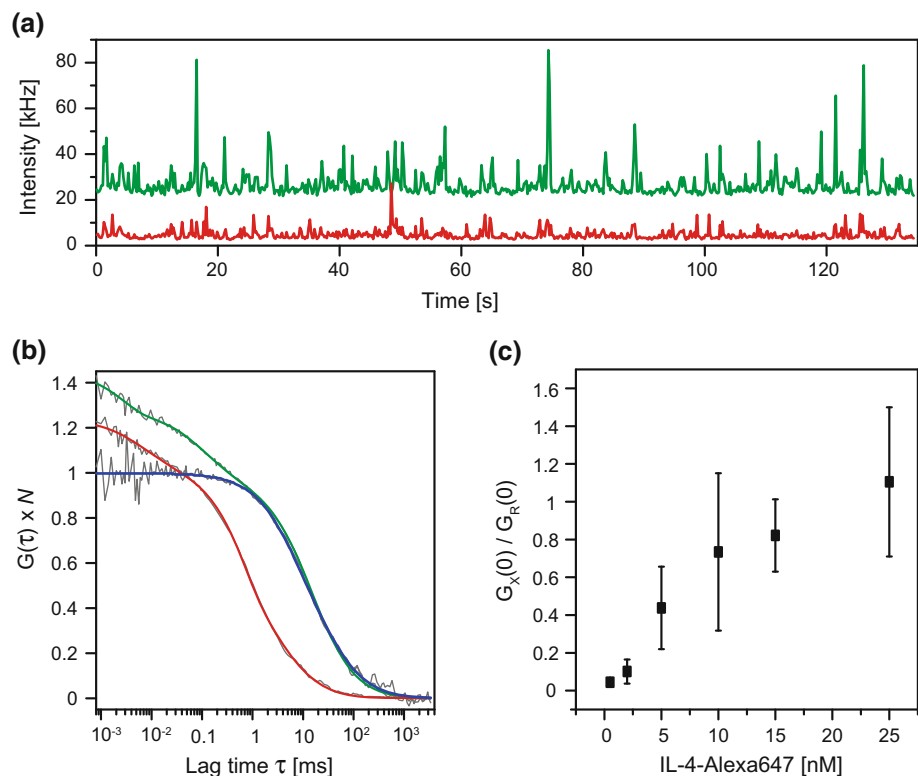 (a)
Intensity [kHz]
80
60
40
20
0
0 20 40 60 80 100 120
Time [s]
(b)
G(τ) x N
1.4
1.2
1
0.8
0.6
0.4
0.2
0
10⁻³ 10⁻² 0.1 1 10 10² 10³
Lag time τ [ms]
(c)
G_X(0) / G_R(0)
1.6
1.4
1.2
1
0.8
0.6
0.4
0.2
0
0 5 10 15 20 25
IL-4-Alexa647 [nM]